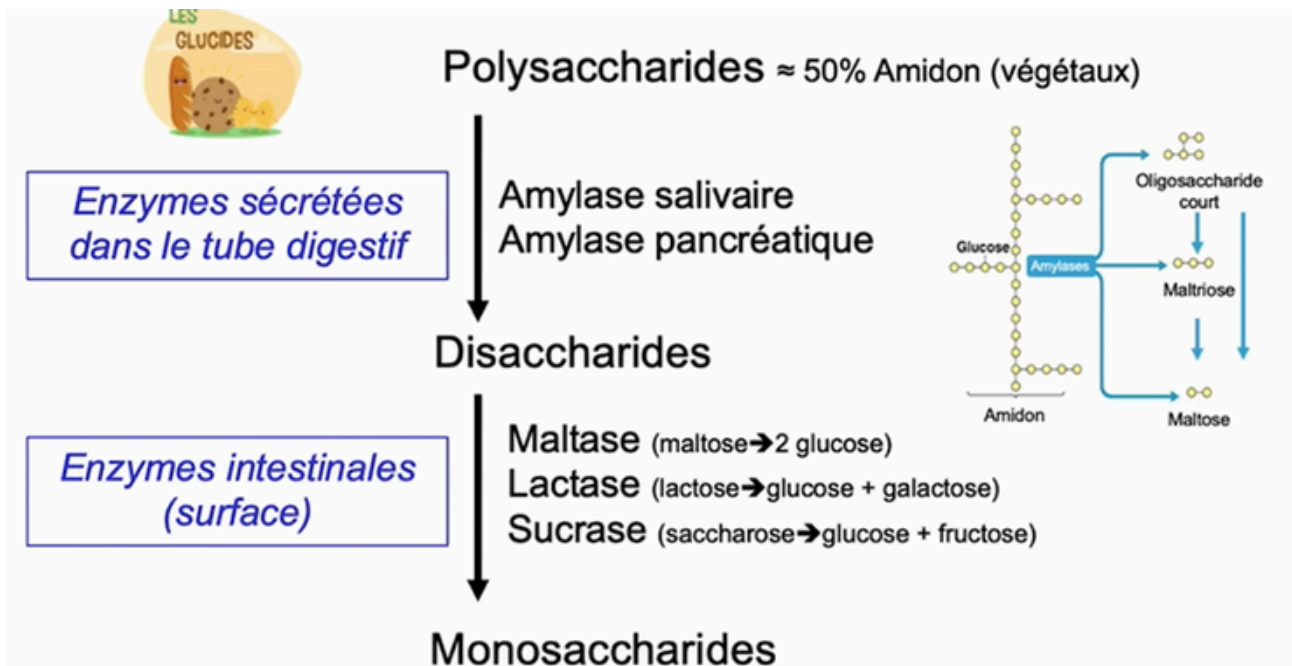 LES
GLUCIDES
Polysaccharides ≈ 50% Amidon (végétaux)
Enzymes sécrétées
dans le tube digestif
Amylase salivaire
Amylase pancréatique
Oligosaccharide
court
Glucose
Amylases
Maltriose
Amidon
Maltose
Disaccharides
Enzymes intestinales
(surface)
Maltase (maltose➔2 glucose)
Lactase (lactose➔glucose + galactose)
Sucrase (saccharose➔glucose + fructose)
Monosaccharides